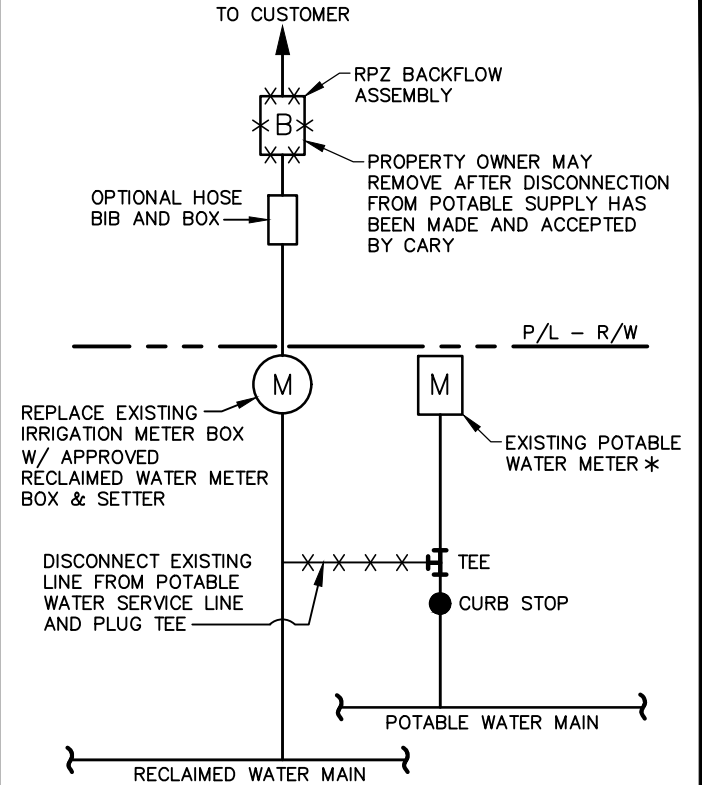 TO CUSTOMER
RPZ BACKFLOW
ASSEMBLY
B
PROPERTY OWNER MAY
REMOVE AFTER DISCONNECTION
FROM POTABLE SUPPLY HAS
BEEN MADE AND ACCEPTED
BY CARY
OPTIONAL HOSE
BIB AND BOX
P/L - R/W
M
M
REPLACE EXISTING
IRRIGATION METER BOX
W/ APPROVED
RECLAIMED WATER METER
BOX & SETTER
EXISTING POTABLE
WATER METER *
DISCONNECT EXISTING
LINE FROM POTABLE
WATER SERVICE LINE
AND PLUG TEE
TEE
CURB STOP
POTABLE WATER MAIN
RECLAIMED WATER MAIN